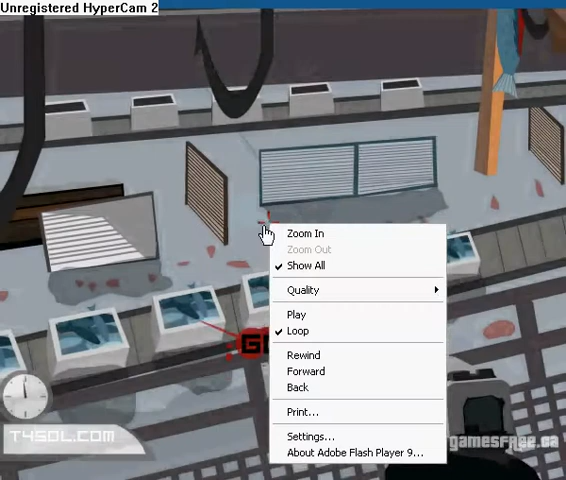 Unregistered HyperCam 2
Zoom In
Zoom Out
Show All
Quality
Play
Loop
Rewind
Forward
Back
Print...
Settings...
About Adobe Flash Player 9...
T45OL.COM
gamesfree.ca